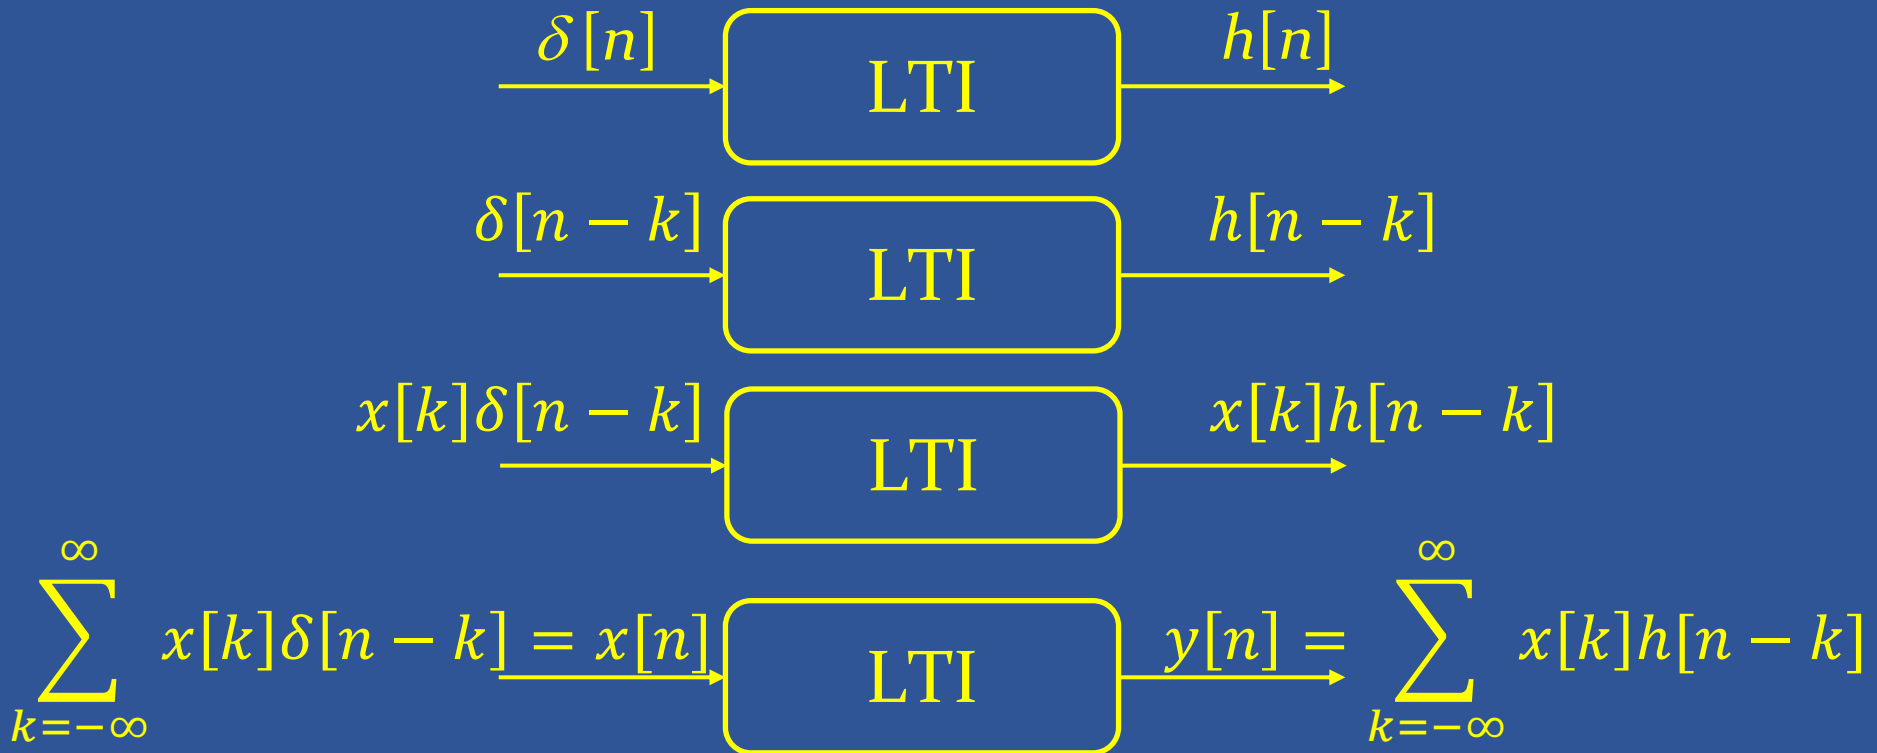 δ[n] LTI h[n]
δ[n − k] LTI h[n − k]
x[k]δ[n − k] LTI x[k]h[n − k]
∞ ∞
∑ x[k]δ[n − k] = x[n] LTI y[n] = ∑ x[k]h[n − k]
k=−∞ k=−∞